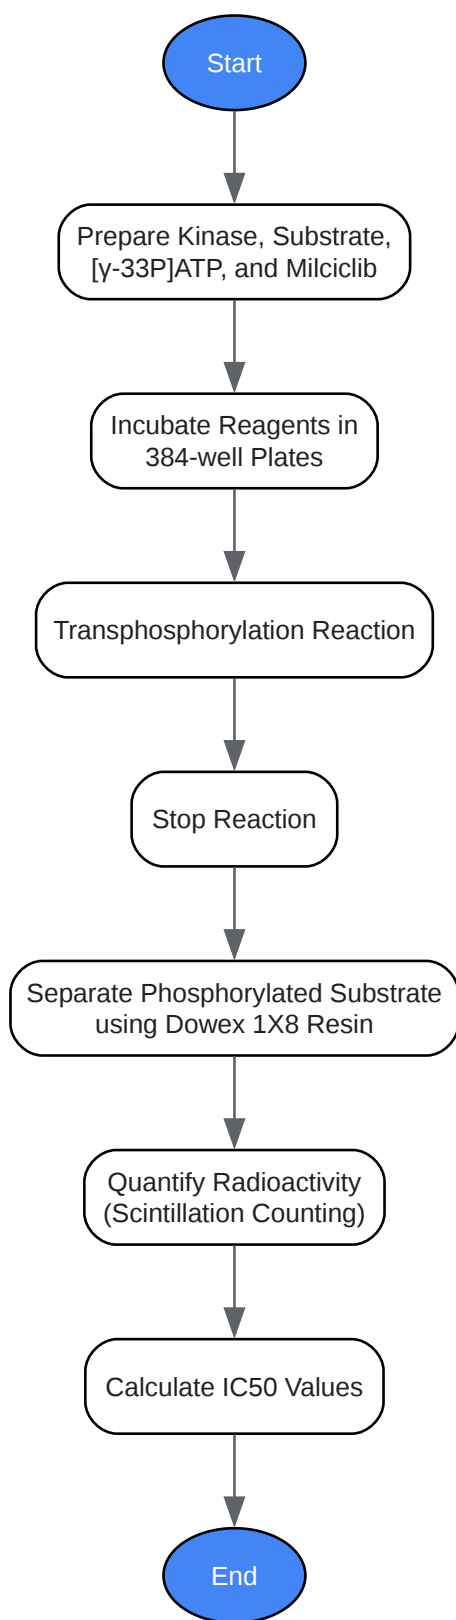 Start
Prepare Kinase, Substrate,
[γ-33P]ATP, and Milciclib
Incubate Reagents in
384-well Plates
Transphosphorylation Reaction
Stop Reaction
Separate Phosphorylated Substrate
using Dowex 1X8 Resin
Quantify Radioactivity
(Scintillation Counting)
Calculate IC50 Values
End